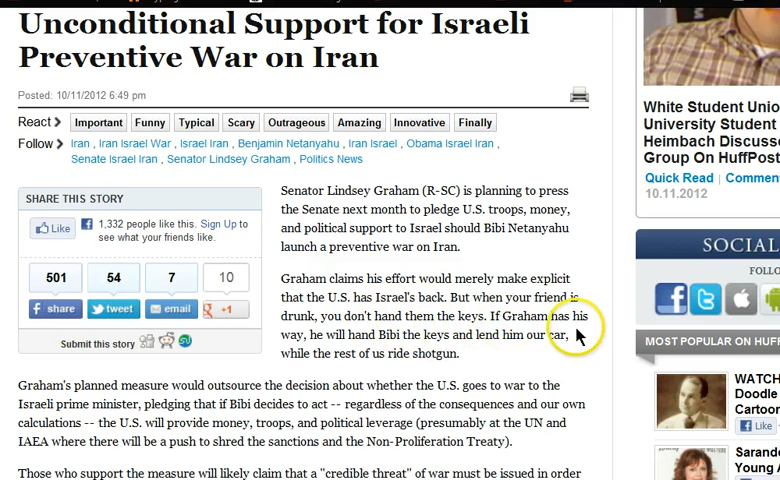 Unconditional Support for Israeli
Preventive War on Iran
Posted: 10/11/2012 6:49 pm
React
Important
Funny
Typical
Scary
Outrageous
Amazing
Innovative
Finally
Follow
Iran , Iran Israel War , Israel Iran , Benjamin Netanyahu , Iran Israel , Obama Israel Iran ,
Senate Israel Iran , Senator Lindsey Graham , Politics News
SHARE THIS STORY
Like
1,332 people like this. Sign Up to
see what your friends like.
501
54
7
10
share
tweet
email
+1
Submit this story
Senator Lindsey Graham (R-SC) is planning to press
the Senate next month to pledge U.S. troops, money,
and political support to Israel should Bibi Netanyahu
launch a preventive war on Iran.
Graham claims his effort would merely make explicit
that the U.S. has Israel's back. But when your friend is
drunk, you don't hand them the keys. If Graham has his
way, he will hand Bibi the keys and lend him our car,
while the rest of us ride shotgun.
Graham's planned measure would outsource the decision about whether the U.S. goes to war to the
Israeli prime minister, pledging that if Bibi decides to act -- regardless of the consequences and our own
calculations -- the U.S. will provide money, troops, and political leverage (presumably at the UN and
IAEA where there will be a push to shred the sanctions and the Non-Proliferation Treaty).
Those who support the measure will likely claim that a "credible threat" of war must be issued in order
White Student Unio
University Student
Heimbach Discusse
Group On HuffPost
Quick Read | Commen
10.11.2012
SOCIAL
FOLLO
MOST POPULAR ON HUFF
WATCH
Doodle
Cartoo
Like
Sarand
Young A